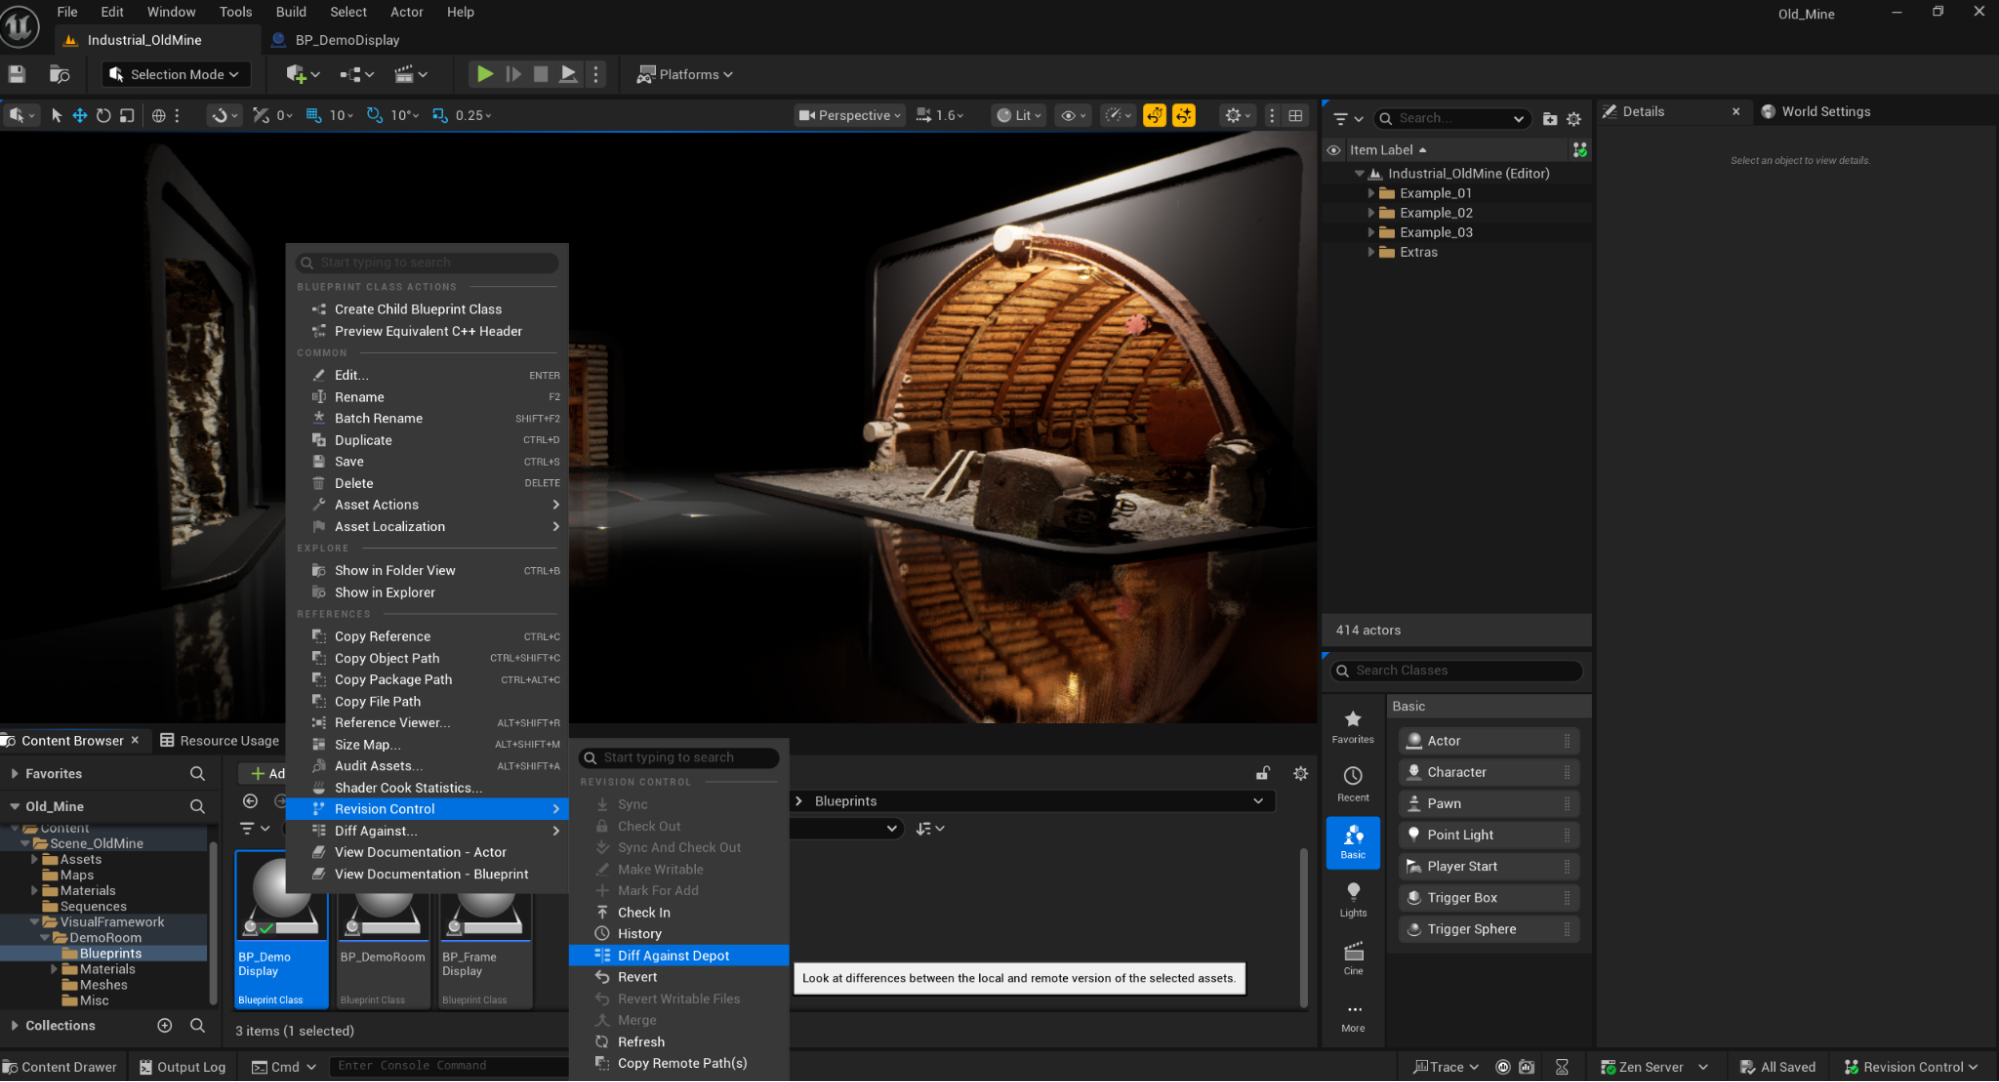 File Edit Window Tools Build Select Actor Help
Old_Mine
Industrial_OldMine
BP_DemoDisplay
Selection Mode
Platforms
0
10
10°
0.25
Perspective
1.6
Lit
Search...
Item Label
Industrial_OldMine (Editor)
Example_01
Example_02
Example_03
Extras
414 actors
Details
World Settings
Select an object to view details.
Start typing to search
BLUEPRINT CLASS ACTIONS
Create Child Blueprint Class
Preview Equivalent C++ Header
COMMON
Edit... ENTER
Rename F2
Batch Rename SHIFT+F2
Duplicate CTRL+D
Save CTRL+S
Delete DELETE
Asset Actions
Asset Localization
EXPLORE
Show in Folder View CTRL+B
Show in Explorer
REFERENCES
Copy Reference CTRL+C
Copy Object Path CTRL+SHIFT+C
Copy Package Path CTRL+ALT+C
Copy File Path
Reference Viewer... ALT+SHIFT+R
Size Map... ALT+SHIFT+M
Audit Assets... ALT+SHIFT+A
Shader Cook Statistics...
Revision Control
Diff Against...
View Documentation - Actor
View Documentation - Blueprint
Start typing to search
REVISION CONTROL
Sync
Check Out
Sync And Check Out
Make Writable
Mark For Add
Check In
History
Diff Against Depot
Revert
Revert Writable Files
Merge
Refresh
Copy Remote Path(s)
Look at differences between the local and remote version of the selected assets.
Content Browser
Resource Usage
Favorites
Old_Mine
Content
Scene_OldMine
Assets
Maps
Materials
Sequences
VisualFramework
DemoRoom
Blueprints
Materials
Meshes
Misc
Collections
Ad
Blueprints
BP_Demo
Display
Blueprint Class
BP_DemoRoom
Blueprint Class
BP_Frame
Display
Blueprint Class
3 items (1 selected)
Search Classes
Favorites
Recent
Basic
Lights
Cine
More
Basic
Actor
Character
Pawn
Point Light
Player Start
Trigger Box
Trigger Sphere
Content Drawer
Output Log
Cmd
Enter Console Command
Trace
Zen Server
All Saved
Revision Control